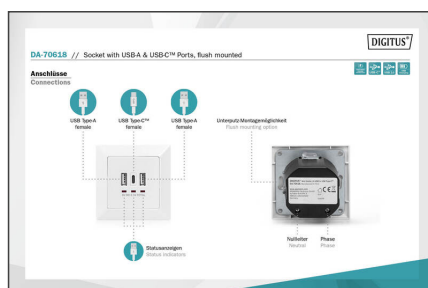 DIGITUS®
DA-70618 // Socket with USB-A & USB-C™ Ports, flush mounted
Anschlüsse
Connections
USB Type-A
female
USB Type-C™
female
USB Type-A
female
Unterputz-Montagemöglichkeit
Flush mounting option
Statusanzeigen
Status indicators
Nullleiter
Neutral
Phase
Phase